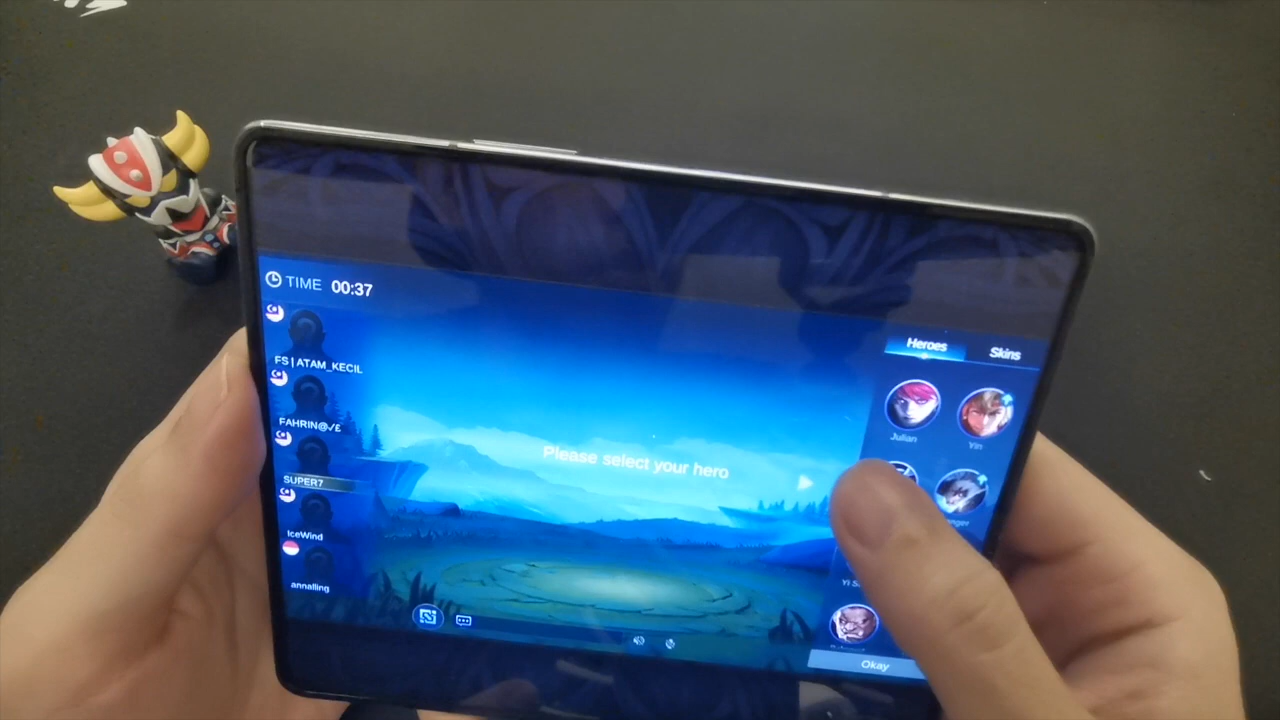 TIME 00:37
FS | ATAM_KECIL
FAHRIN@✓£
SUPER7
IceWind
annalling
Please select your hero
Heroes Skins
Julian Yin
Okay